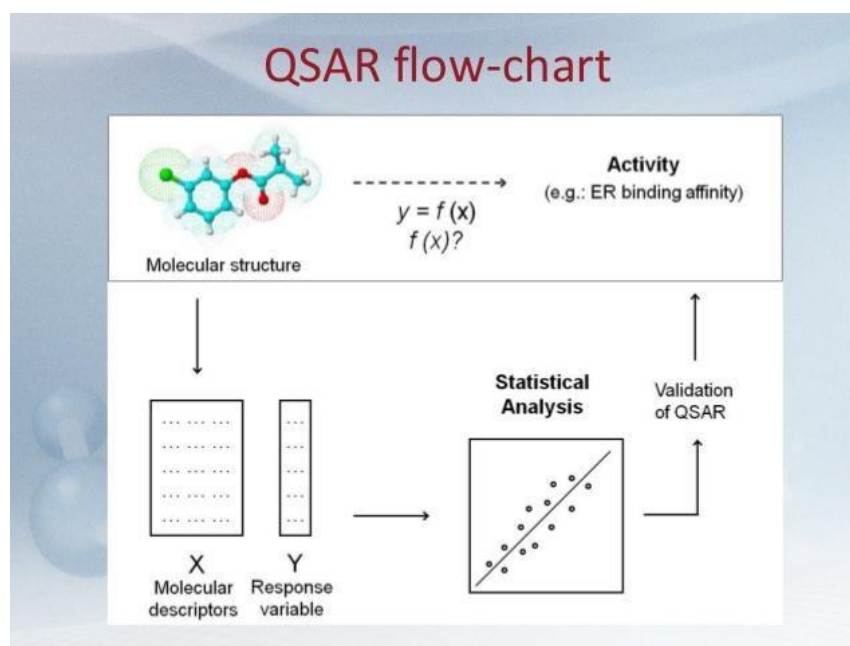 QSAR flow-chart
Molecular structure
y = f (x)
f (x)?
Activity
(e.g.: ER binding affinity)
... ... ...
... ... ...
... ... ...
... ... ...
... ... ...
X
Molecular
descriptors
...
...
...
...
...
Y
Response
variable
Statistical
Analysis
Validation
of QSAR